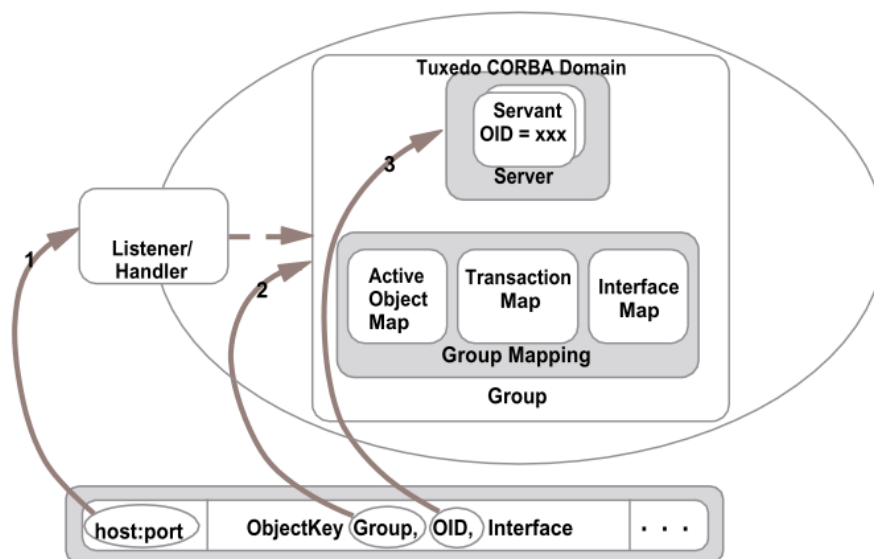 Tuxedo CORBA Domain
Servant
OID = xxx
Server
3
1
Listener/
Handler
2
Active
Object
Map
Transaction
Map
Interface
Map
Group Mapping
Group
host:port
ObjectKey Group, OID, Interface
. . .